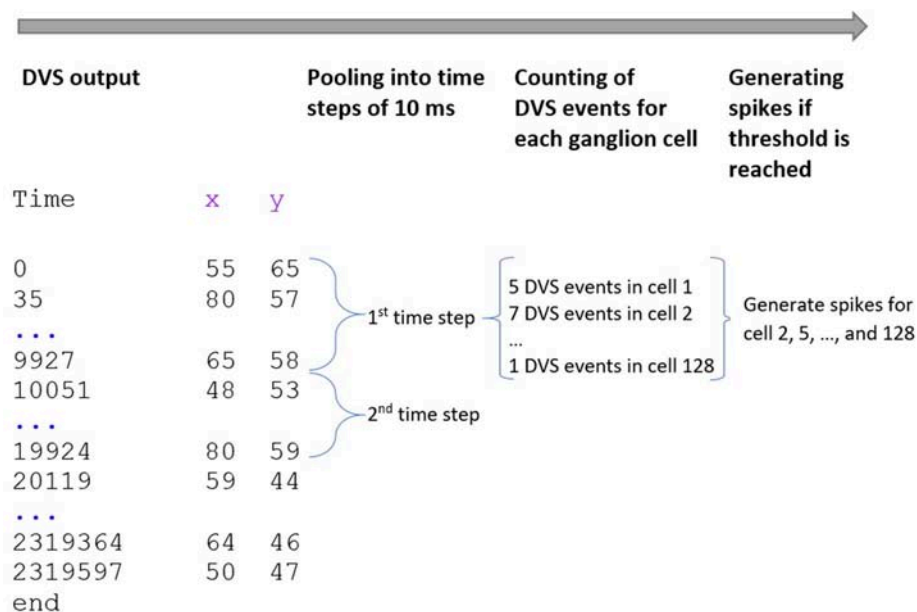 DVS output
Pooling into time
steps of 10 ms
Counting of
DVS events for
each ganglion cell
Generating
spikes if
threshold is
reached
Time x y
0 55 65
35 80 57
...
9927 65 58
10051 48 53
...
19924 80 59
20119 59 44
...
2319364 64 46
2319597 50 47
end
1st time step
2nd time step
5 DVS events in cell 1
7 DVS events in cell 2
...
1 DVS events in cell 128
Generate spikes for
cell 2, 5, ..., and 128